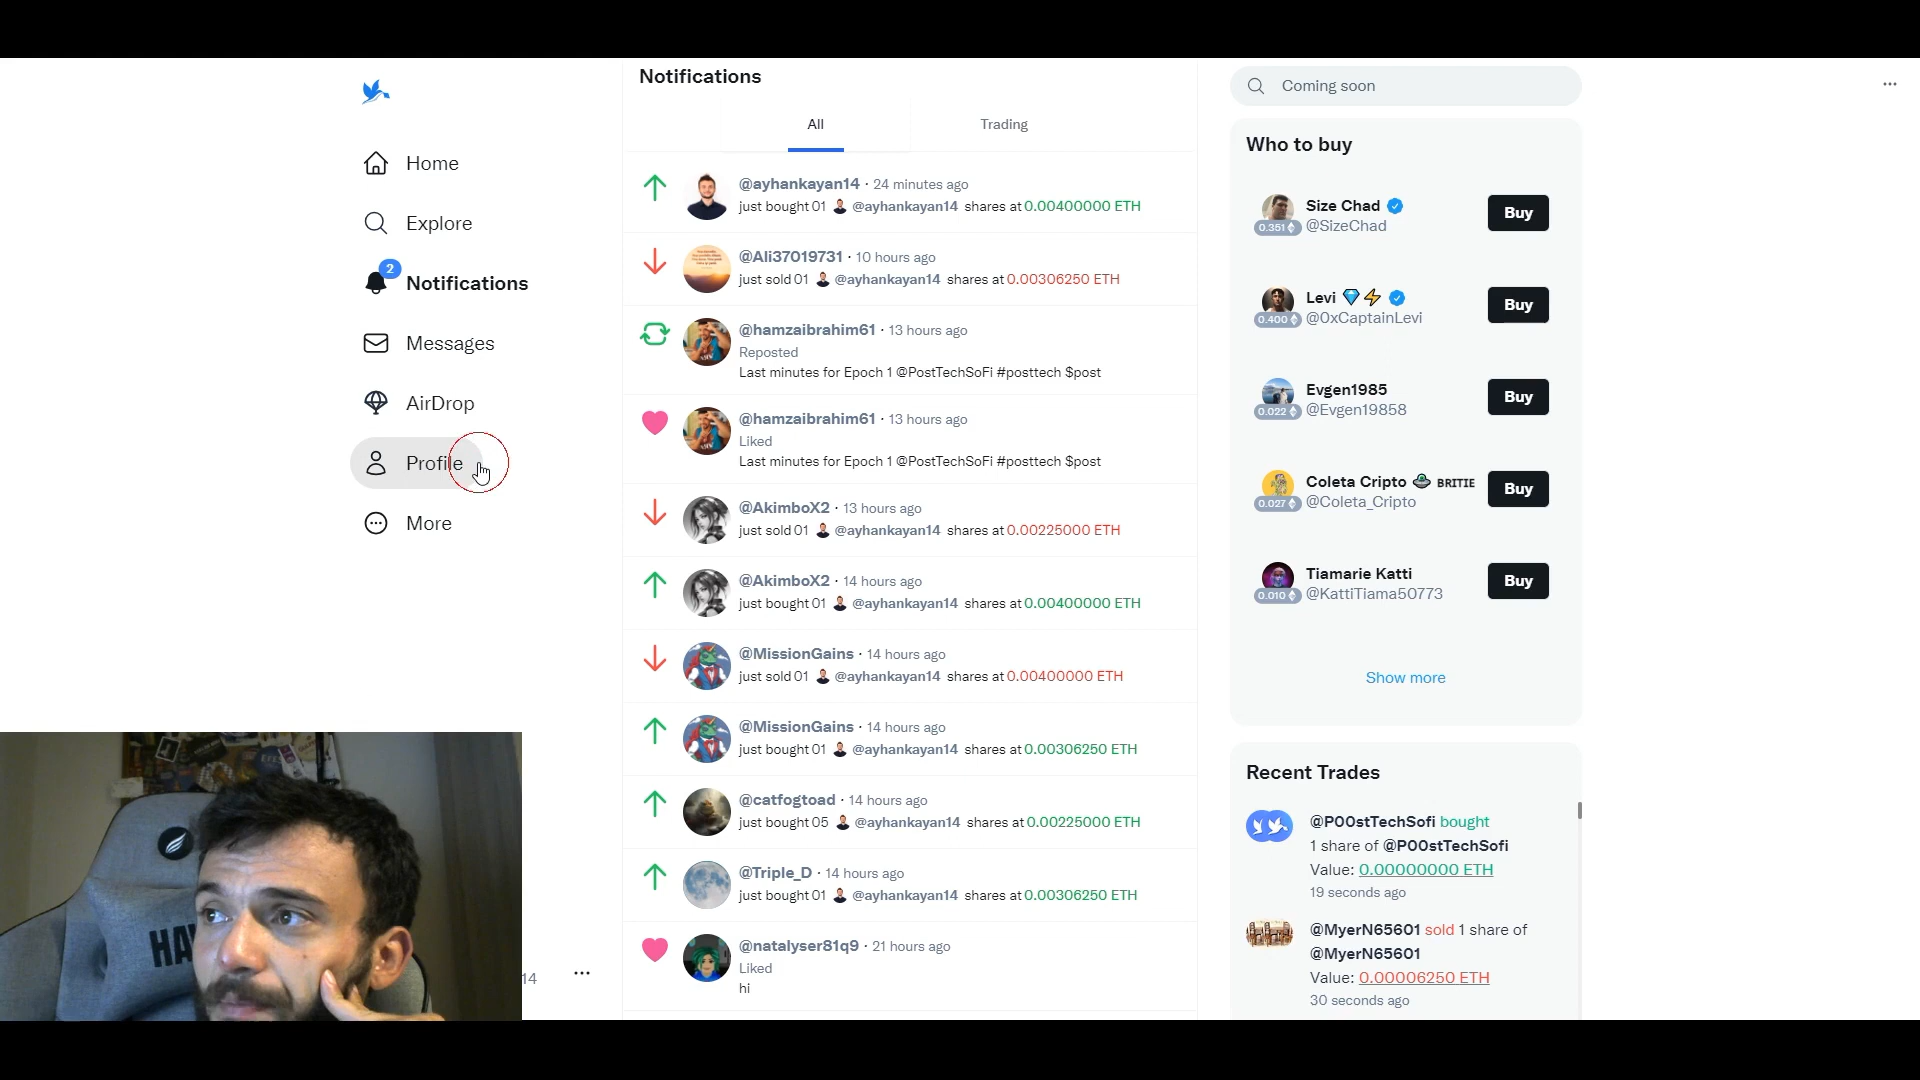 Home
Explore
2
Notifications
Messages
AirDrop
Profile
More
HA
14
Notifications
All
Trading
@ayhankayan14 · 24 minutes ago
just bought 01 @ayhankayan14 shares at 0.00400000 ETH
@Ali37019731 · 10 hours ago
just sold 01 @ayhankayan14 shares at 0.00306250 ETH
@hamzaibrahim61 · 13 hours ago
Reposted
Last minutes for Epoch 1 @PostTechSoFi #posttech $post
@hamzaibrahim61 · 13 hours ago
Liked
Last minutes for Epoch 1 @PostTechSoFi #posttech $post
@AkimboX2 · 13 hours ago
just sold 01 @ayhankayan14 shares at 0.00225000 ETH
@AkimboX2 · 14 hours ago
just bought 01 @ayhankayan14 shares at 0.00400000 ETH
@MissionGains · 14 hours ago
just sold 01 @ayhankayan14 shares at 0.00400000 ETH
@MissionGains · 14 hours ago
just bought 01 @ayhankayan14 shares at 0.00306250 ETH
@catfogtoad · 14 hours ago
just bought 05 @ayhankayan14 shares at 0.00225000 ETH
@Triple_D · 14 hours ago
just bought 01 @ayhankayan14 shares at 0.00306250 ETH
@natalyser81q9 · 21 hours ago
Liked
hi
Coming soon
Who to buy
Size Chad
0.351 @SizeChad
Buy
Levi
0.400 @0xCaptainLevi
Buy
Evgen1985
0.022 @Evgen19858
Buy
Coleta Cripto BRITIE
0.027 @Coleta_Cripto
Buy
Tiamarie Katti
0.010 @KattiTiama50773
Buy
Show more
Recent Trades
@P00stTechSofi bought
1 share of @P00stTechSofi
Value: 0.00000000 ETH
19 seconds ago
@MyerN65601 sold 1 share of
@MyerN65601
Value: 0.00006250 ETH
30 seconds ago